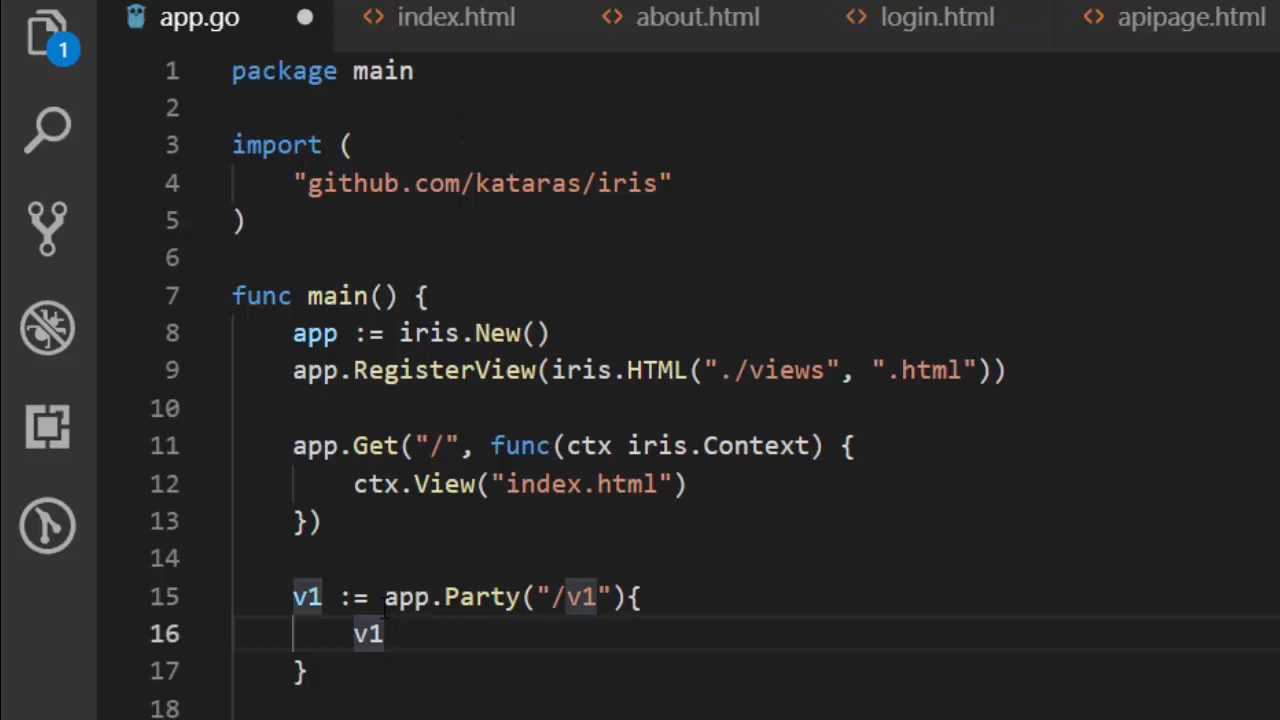 app.go
index.html
about.html
login.html
apipage.html
1
1 package main
2
3 import (
4 "github.com/kataras/iris"
5 )
6
7 func main() {
8 app := iris.New()
9 app.RegisterView(iris.HTML("./views", ".html"))
10
11 app.Get("/", func(ctx iris.Context) {
12 ctx.View("index.html")
13 })
14
15 v1 := app.Party("/v1"){
16 v1
17 }
18